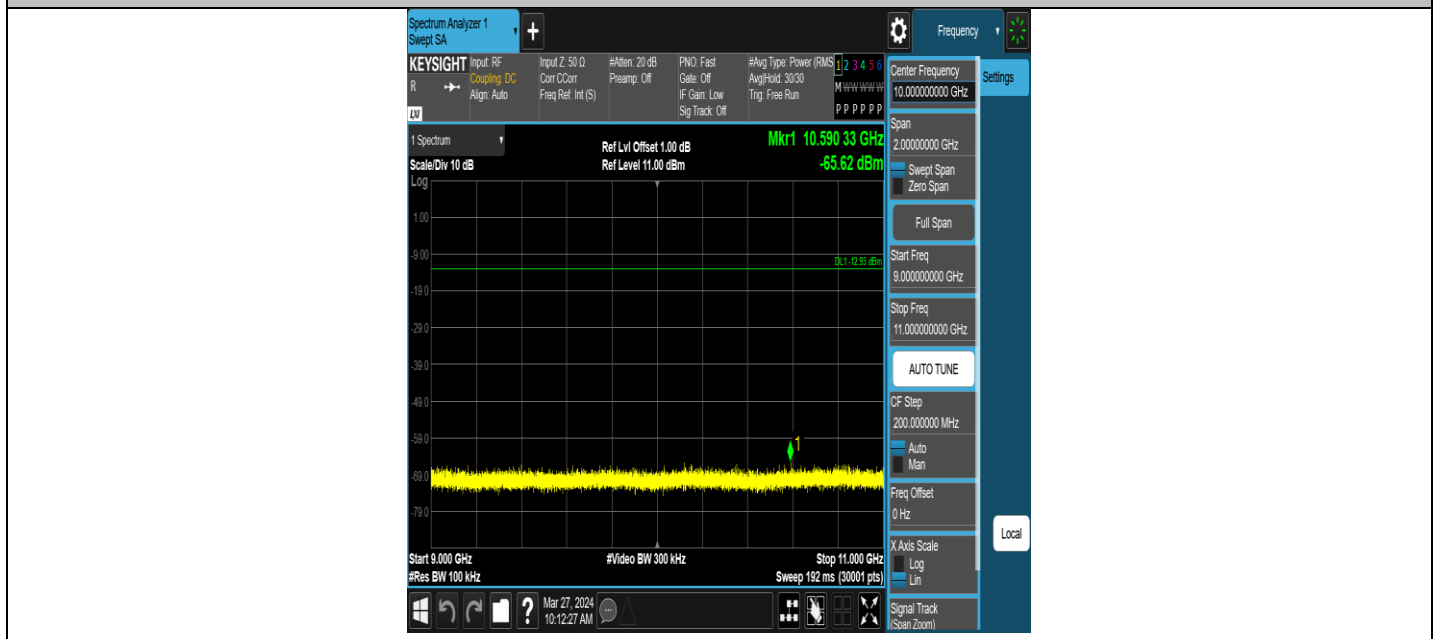 Spectrum Analyzer 1
Swept SA
+
Frequency
KEYSIGHT
R
LXI
Input: RF
Coupling: DC
Align: Auto
Input Z: 50 Ω
Corr CCorr
Freq Ref: Int (S)
#Atten: 20 dB
Preamp: Off
PNO: Fast
Gate: Off
IF Gain: Low
Sig Track: Off
#Avg Type: Power (RMS
Avg|Hold: 30/30
Trig: Free Run
1 2 3 4 5 6
M W W W W W
P P P P P P
1 Spectrum
Scale/Div 10 dB
Log
Ref Lvl Offset 1.00 dB
Ref Level 11.00 dBm
Mkr1 10.590 33 GHz
-65.62 dBm
1.00
-9.00
DL1 -12.93 dBm
-19.0
-29.0
-39.0
-49.0
-59.0
1
-69.0
-79.0
Start 9.000 GHz
#Video BW 300 kHz
Stop 11.000 GHz
#Res BW 100 kHz
Sweep 192 ms (30001 pts)
?
Mar 27, 2024
10:12:27 AM
Center Frequency
10.000000000 GHz
Settings
Span
2.00000000 GHz
Swept Span
Zero Span
Full Span
Start Freq
9.000000000 GHz
Stop Freq
11.000000000 GHz
AUTO TUNE
CF Step
200.000000 MHz
Auto
Man
Freq Offset
0 Hz
X Axis Scale
Log
Lin
Local
Signal Track
(Span Zoom)